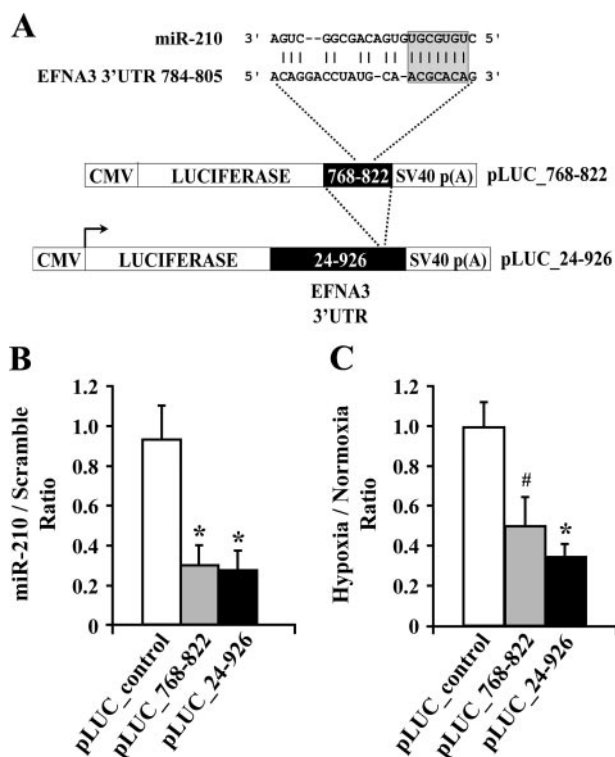 A
miR-210 3' AGUC--GGCGACAGUGUGCGUGUC 5'
EFNA3 3'UTR 784-805 5' ACAGGACCUAUG-CA-ACGCACAG 3'
CMV LUCIFERASE 768-822 SV40 p(A) pLUC_768-822
CMV LUCIFERASE 24-926 SV40 p(A) pLUC_24-926
EFNA3
3'UTR
B
miR-210 / Scramble
Ratio
1.2
1.0
0.8
0.6
0.4
0.2
0
* *
pLUC_control
pLUC_768-822
pLUC_24-926
C
Hypoxia / Normoxia
Ratio
1.2
1.0
0.8
0.6
0.4
0.2
0
# *
pLUC_control
pLUC_768-822
pLUC_24-926